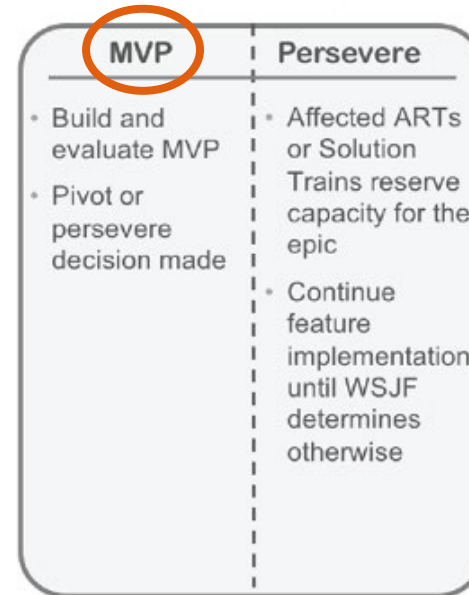 MVP
Persevere
• Build and
evaluate MVP
• Pivot or
persevere
decision made
• Affected ARTs
or Solution
Trains reserve
capacity for the
epic
• Continue
feature
implementation
until WSJF
determines
otherwise